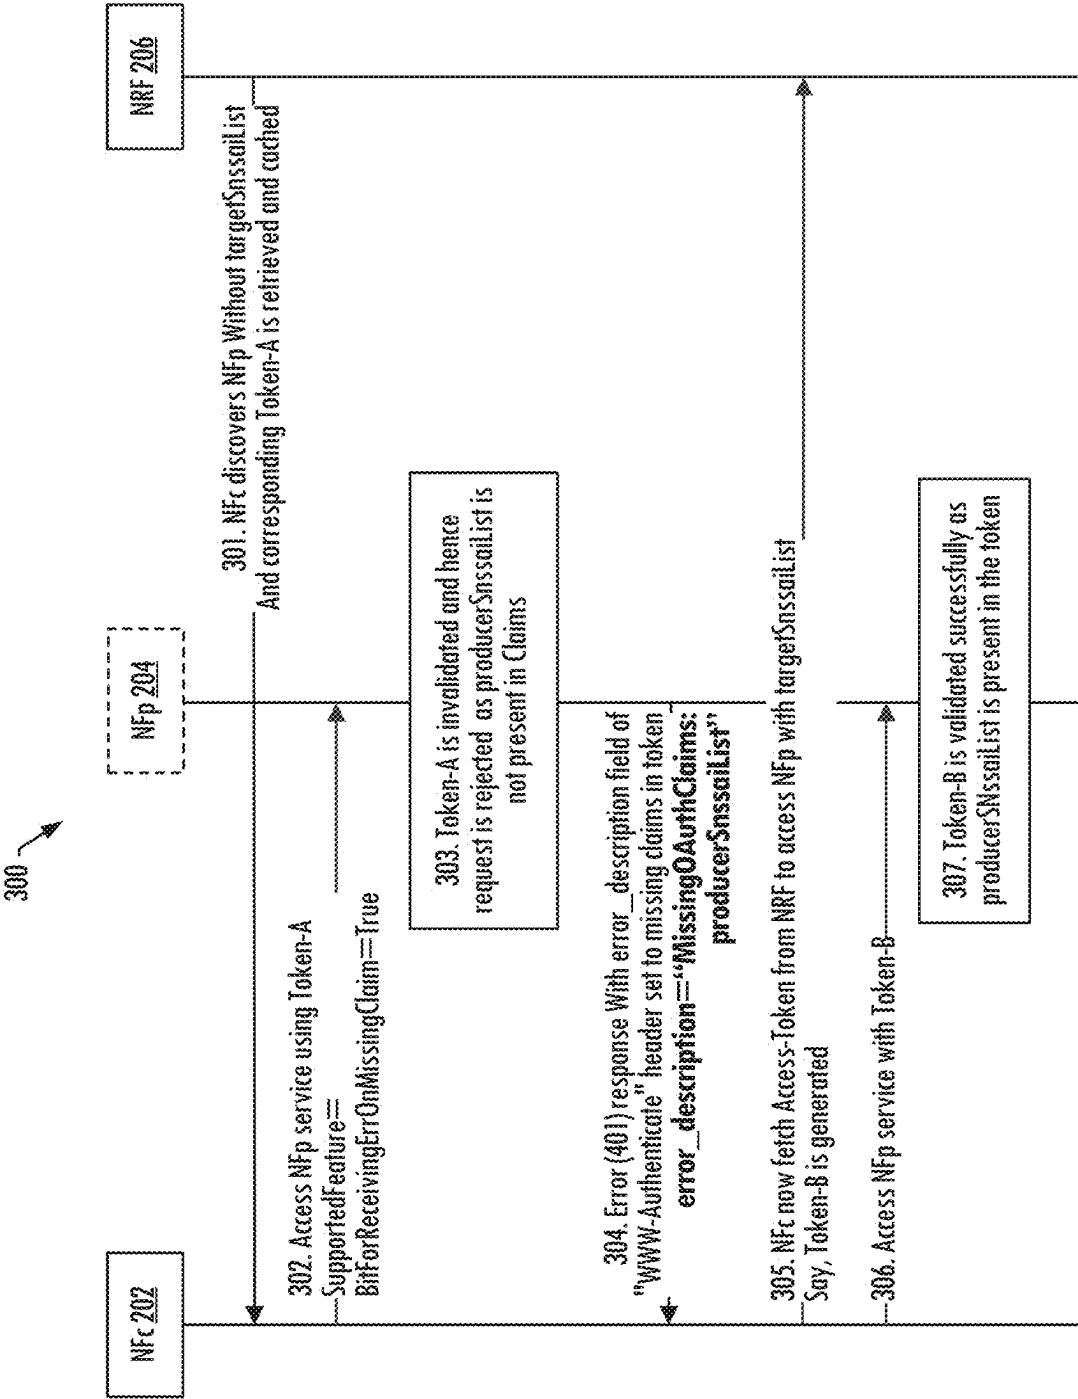 300
NFc 202
NFp 204
NRF 206
301. NFc discovers NFp Without targetSnssaiList
And corresponding Token-A is retrieved and cached
302. Access NFp service using Token-A
SupportedFeature==
BitForReceivingErrOnMissingClaim==True
303. Token-A is invalidated and hence
request is rejected as producerSnssaiList is
not present in Claims
304. Error (401) response With error_description field of
"WWW-Authenticate" header set to missing claims in token
error_description=="MissingOAuthClaims:
producerSnssaiList"
305. NFc now fetch Access-Token from NRF to access NFp with targetSnssaiList
Say, Token-B is generated
306. Access NFp service with Token-B
307. Token-B is validated successfully as
producerSNssaiList is present in the token